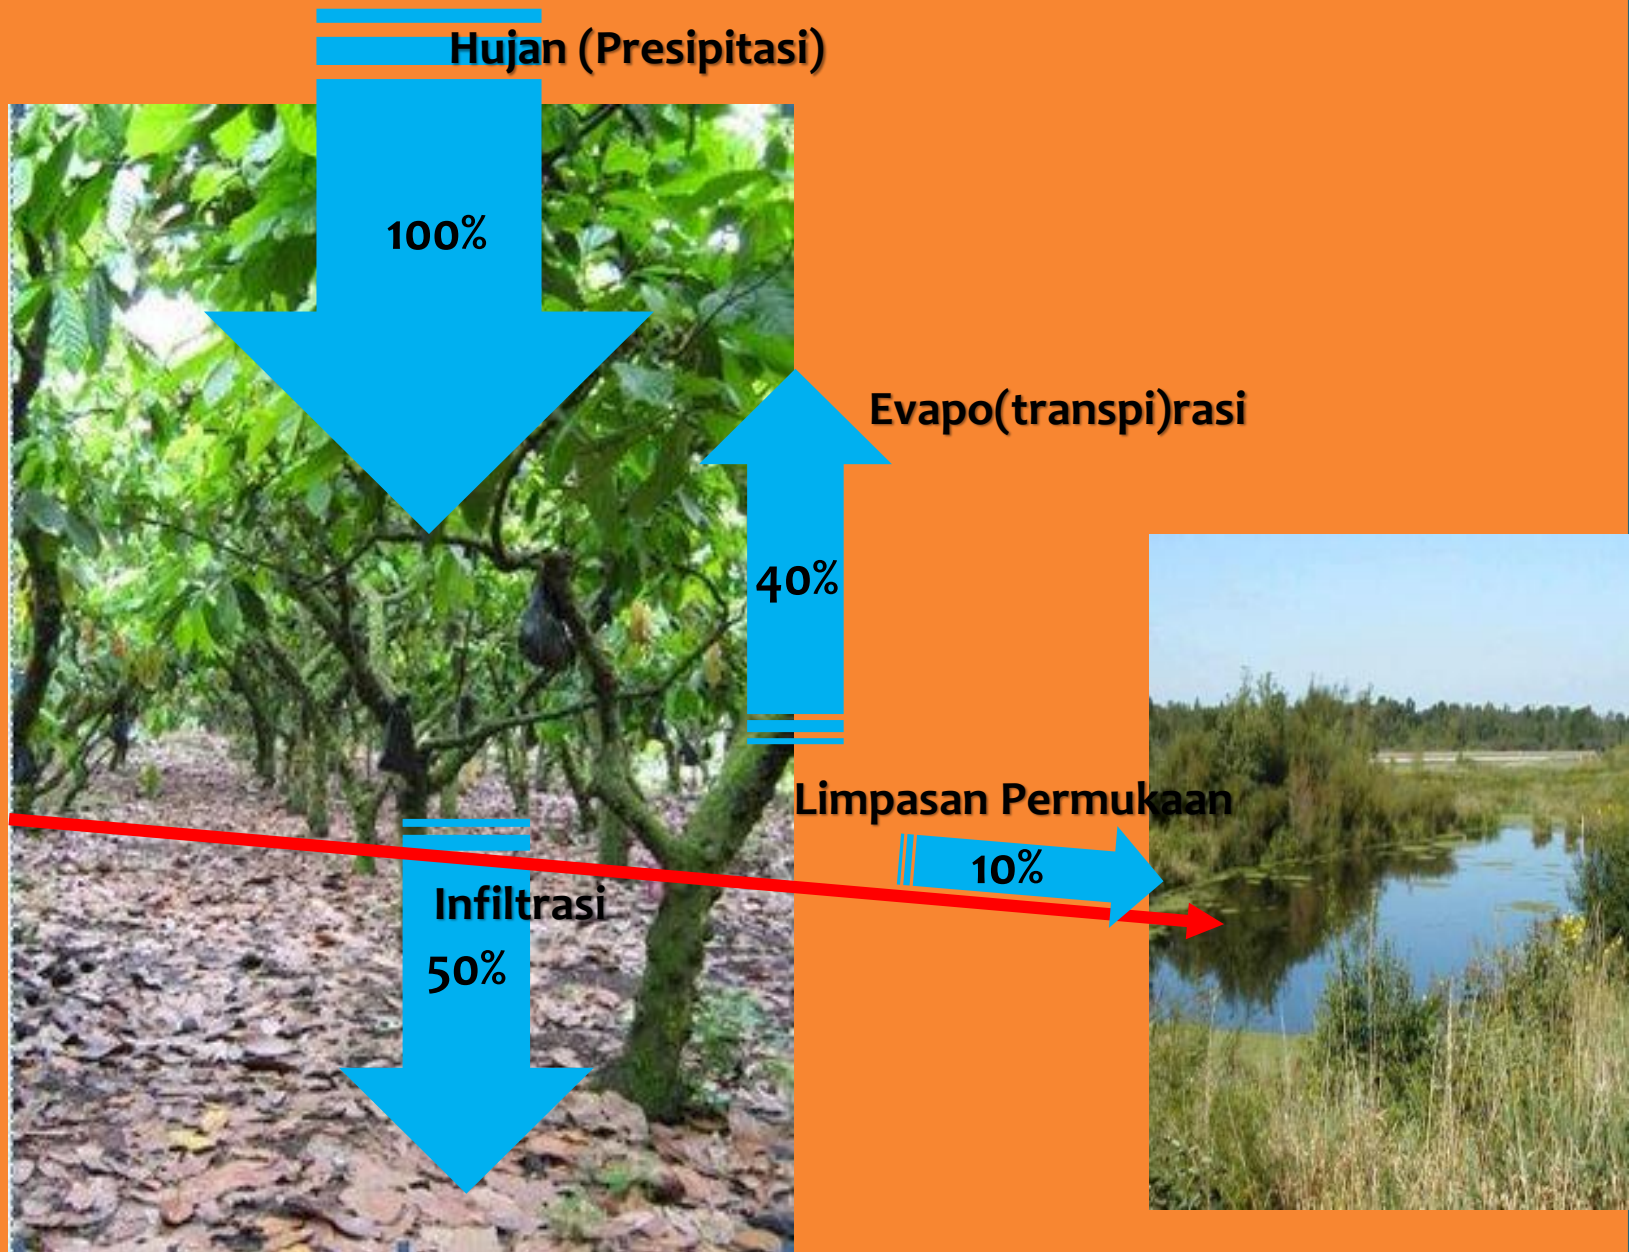 Hujan (Presipitasi)
100%
Evapo(transpi)rasi
40%
Limpasan Permukaan
10%
Infiltrasi
50%